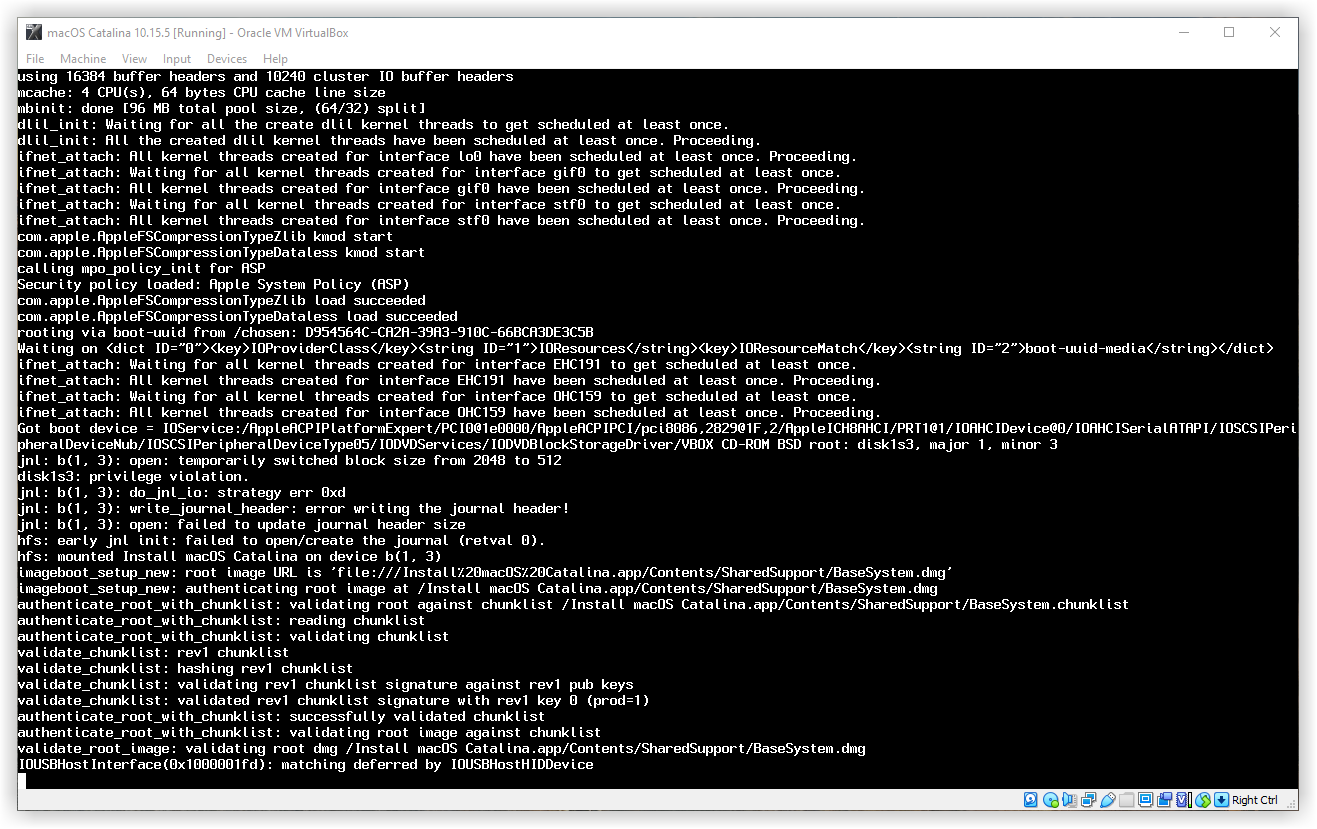 macOS Catalina 10.15.5 [Running] - Oracle VM VirtualBox
File Machine View Input Devices Help
using 16384 buffer headers and 10240 cluster IO buffer headers
mcache: 4 CPU(s), 64 bytes CPU cache line size
mbinit: done [96 MB total pool size, (64/32) split]
dlil_init: Waiting for all the create dlil kernel threads to get scheduled at least once.
dlil_init: All the created dlil kernel threads have been scheduled at least once. Proceeding.
ifnet_attach: All kernel threads created for interface lo0 have been scheduled at least once. Proceeding.
ifnet_attach: Waiting for all kernel threads created for interface gif0 to get scheduled at least once.
ifnet_attach: All kernel threads created for interface gif0 have been scheduled at least once. Proceeding.
ifnet_attach: Waiting for all kernel threads created for interface stf0 to get scheduled at least once.
ifnet_attach: All kernel threads created for interface stf0 have been scheduled at least once. Proceeding.
com.apple.AppleFSCompressionTypeZlib kmod start
com.apple.AppleFSCompressionTypeDataless kmod start
calling mpo_policy_init for ASP
Security policy loaded: Apple System Policy (ASP)
com.apple.AppleFSCompressionTypeZlib load succeeded
com.apple.AppleFSCompressionTypeDataless load succeeded
rooting via boot-uuid from /chosen: D954564C-CA2A-39A3-910C-66BCA3DE3C5B
Waiting on <dict ID="0"><key>IOProviderClass</key><string ID="1">IOResources</string><key>IOResourceMatch</key><string ID="2">boot-uuid-media</string></dict>
ifnet_attach: Waiting for all kernel threads created for interface EHC191 to get scheduled at least once.
ifnet_attach: All kernel threads created for interface EHC191 have been scheduled at least once. Proceeding.
ifnet_attach: Waiting for all kernel threads created for interface OHC159 to get scheduled at least once.
ifnet_attach: All kernel threads created for interface OHC159 have been scheduled at least once. Proceeding.
Got boot device = IOService:/AppleACPIPlatformExpert/PCI0@1e0000/AppleACPIPCI/pci8086,2829@1F,2/AppleICH8AHCI/PRT1@1/IOAHCIDevice@0/IOAHCISerialATAPI/IOSCSIPeri
pheralDeviceNub/IOSCSIPeripheralDeviceType05/IODVDServices/IODVDBlockStorageDriver/VBOX CD-ROM BSD root: disk1s3, major 1, minor 3
jnl: b(1, 3): open: temporarily switched block size from 2048 to 512
disk1s3: privilege violation.
jnl: b(1, 3): do_jnl_io: strategy err 0xd
jnl: b(1, 3): write_journal_header: error writing the journal header!
jnl: b(1, 3): open: failed to update journal header size
hfs: early jnl init: failed to open/create the journal (retval 0).
hfs: mounted Install macOS Catalina on device b(1, 3)
imageboot_setup_new: root image URL is 'file:///Install%20macOS%20Catalina.app/Contents/SharedSupport/BaseSystem.dmg'
imageboot_setup_new: authenticating root image at /Install macOS Catalina.app/Contents/SharedSupport/BaseSystem.dmg
authenticate_root_with_chunklist: validating root against chunklist /Install macOS Catalina.app/Contents/SharedSupport/BaseSystem.chunklist
authenticate_root_with_chunklist: reading chunklist
authenticate_root_with_chunklist: validating chunklist
validate_chunklist: rev1 chunklist
validate_chunklist: hashing rev1 chunklist
validate_chunklist: validating rev1 chunklist signature against rev1 pub keys
validate_chunklist: validated rev1 chunklist signature with rev1 key 0 (prod=1)
authenticate_root_with_chunklist: successfully validated chunklist
authenticate_root_with_chunklist: validating root image against chunklist
validate_root_image: validating root dmg /Install macOS Catalina.app/Contents/SharedSupport/BaseSystem.dmg
IOUSBHostInterface(0x1000001fd): matching deferred by IOUSBHostHIDDevice
Right Ctrl